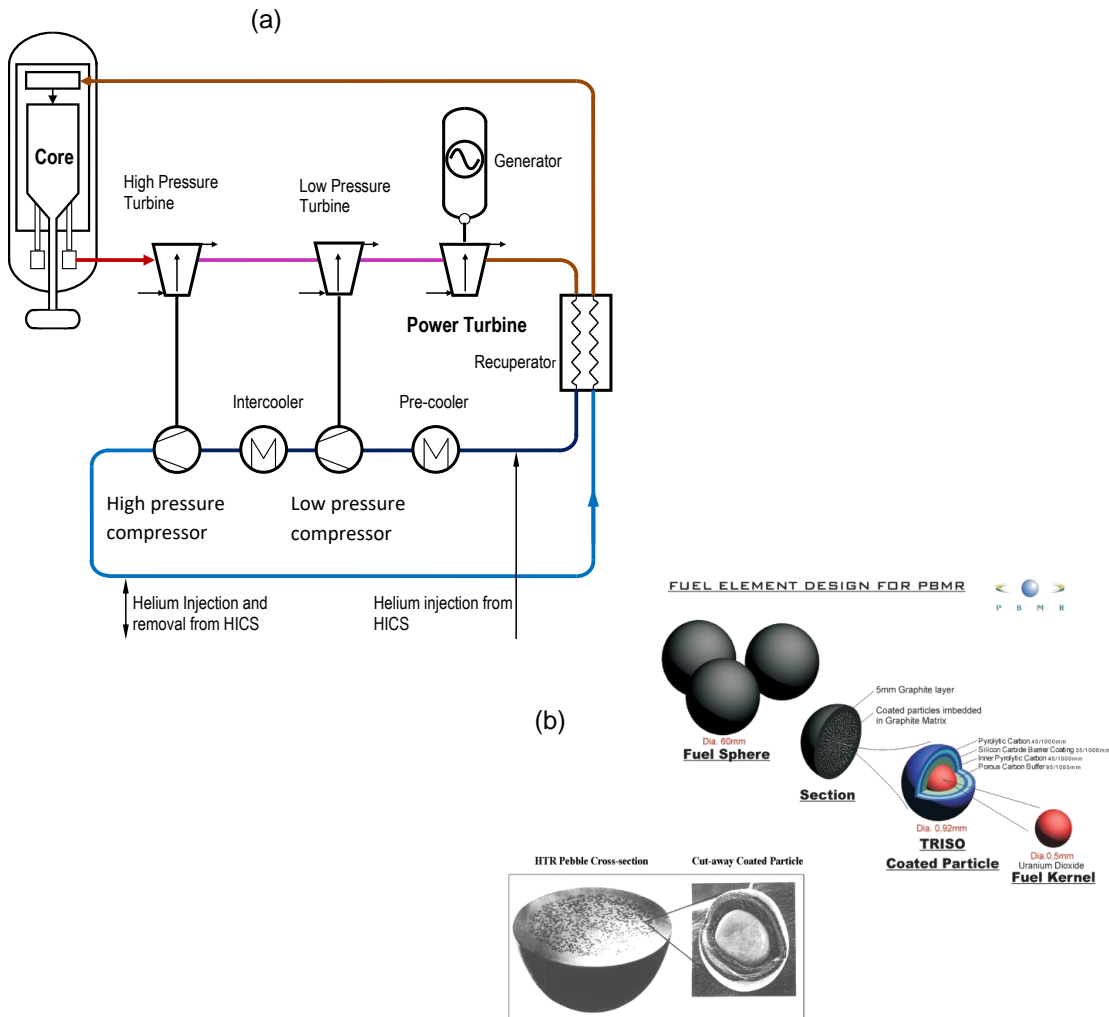 (a)
Core
High Pressure
Turbine
Low Pressure
Turbine
Generator
Power Turbine
Recuperator
Intercooler
Pre-cooler
High pressure
compressor
Low pressure
compressor
Helium Injection and
removal from HICS
Helium injection from
HICS
(b)
FUEL ELEMENT DESIGN FOR PBMR
P B M R
5mm Graphite layer
Coated particles imbedded
in Graphite Matrix
Dia. 60mm
Fuel Sphere
Section
Pyrolytic Carbon 40/1000mm
Silicon Carbide Barrier Coating 35/1000mm
Inner Pyrolytic Carbon 40/1000mm
Porous Carbon Buffer 95/1000mm
Dia. 0,92mm
TRISO
Coated Particle
Dia.0,5mm
Uranium Dioxide
Fuel Kernel
HTR Pebble Cross-section
Cut-away Coated Particle